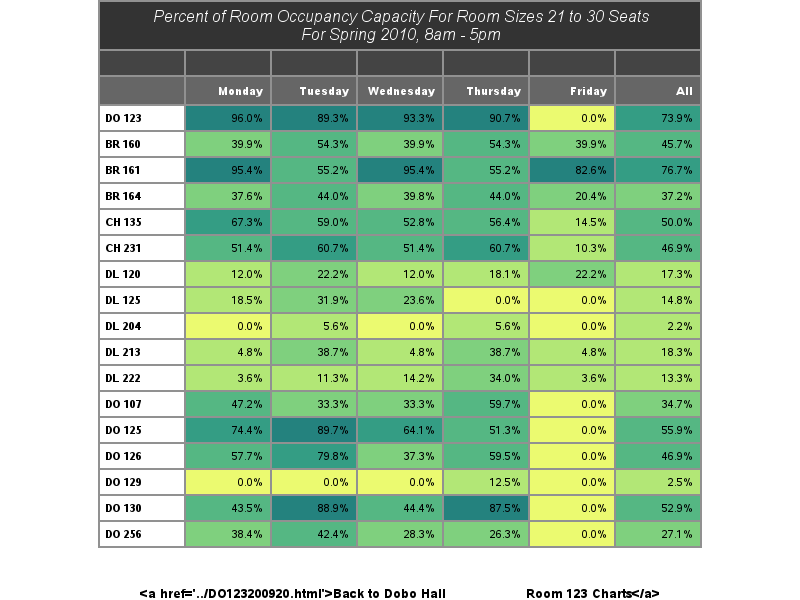 Percent of Room Occupancy Capacity For Room Sizes 21 to 30 Seats
For Spring 2010, 8am - 5pm
Monday Tuesday Wednesday Thursday Friday All
DO 123 96.0% 89.3% 93.3% 90.7% 0.0% 73.9%
BR 160 39.9% 54.3% 39.9% 54.3% 39.9% 45.7%
BR 161 95.4% 55.2% 95.4% 55.2% 82.6% 76.7%
BR 164 37.6% 44.0% 39.8% 44.0% 20.4% 37.2%
CH 135 67.3% 59.0% 52.8% 56.4% 14.5% 50.0%
CH 231 51.4% 60.7% 51.4% 60.7% 10.3% 46.9%
DL 120 12.0% 22.2% 12.0% 18.1% 22.2% 17.3%
DL 125 18.5% 31.9% 23.6% 0.0% 0.0% 14.8%
DL 204 0.0% 5.6% 0.0% 5.6% 0.0% 2.2%
DL 213 4.8% 38.7% 4.8% 38.7% 4.8% 18.3%
DL 222 3.6% 11.3% 14.2% 34.0% 3.6% 13.3%
DO 107 47.2% 33.3% 33.3% 59.7% 0.0% 34.7%
DO 125 74.4% 89.7% 64.1% 51.3% 0.0% 55.9%
DO 126 57.7% 79.8% 37.3% 59.5% 0.0% 46.9%
DO 129 0.0% 0.0% 0.0% 12.5% 0.0% 2.5%
DO 130 43.5% 88.9% 44.4% 87.5% 0.0% 52.9%
DO 256 38.4% 42.4% 28.3% 26.3% 0.0% 27.1%
<a href='../DO123200920.html'>Back to Dobo Hall Room 123 Charts</a>